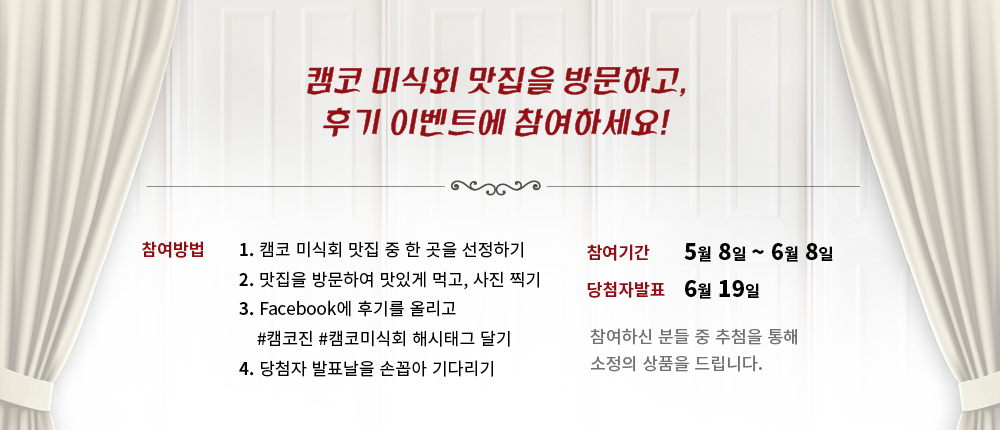 캠코 미식회 맛집을 방문하고,
후기 이벤트에 참여하세요!
참여방법
1. 캠코 미식회 맛집 중 한 곳을 선정하기
2. 맛집을 방문하여 맛있게 먹고, 사진 찍기
3. Facebook에 후기를 올리고
#캠코진 #캠코미식회 해시태그 달기
4. 당첨자 발표날을 손꼽아 기다리기
참여기간 5월 8일 ~ 6월 8일
당첨자발표 6월 19일
참여하신 분들 중 추첨을 통해
소정의 상품을 드립니다.